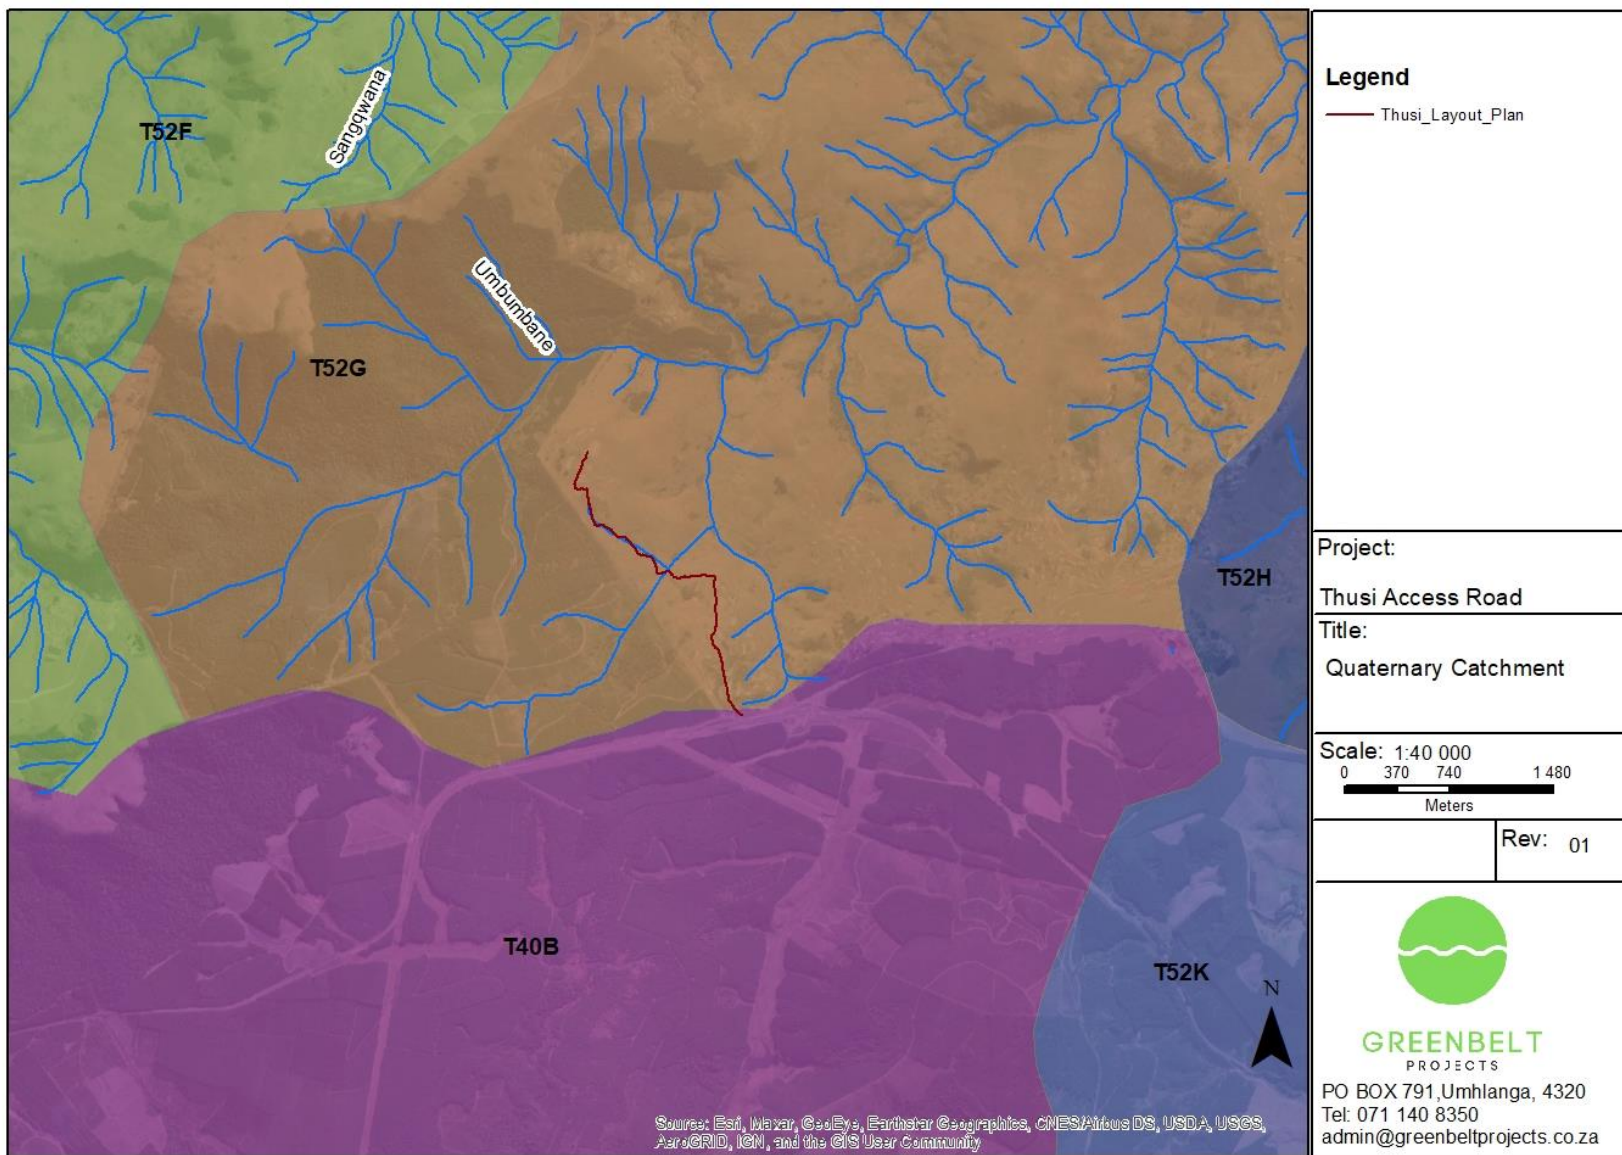 T52F
Sangqwana
Umbumbane
T52G
T52H
T40B
T52K
N
Source: Esri, Maxar, GeoEye, Earthstar Geographics, CNES/Airbus DS, USDA, USGS,
AeroGRID, IGN, and the GIS User Community
Legend
Thusi_Layout_Plan
Project:
Thusi Access Road
Title:
Quaternary Catchment
Scale: 1:40 000
0 370 740 1 480
Meters
Rev: 01
GREENBELT
PROJECTS
PO BOX 791,Umhlanga, 4320
Tel: 071 140 8350
admin@greenbeltprojects.co.za